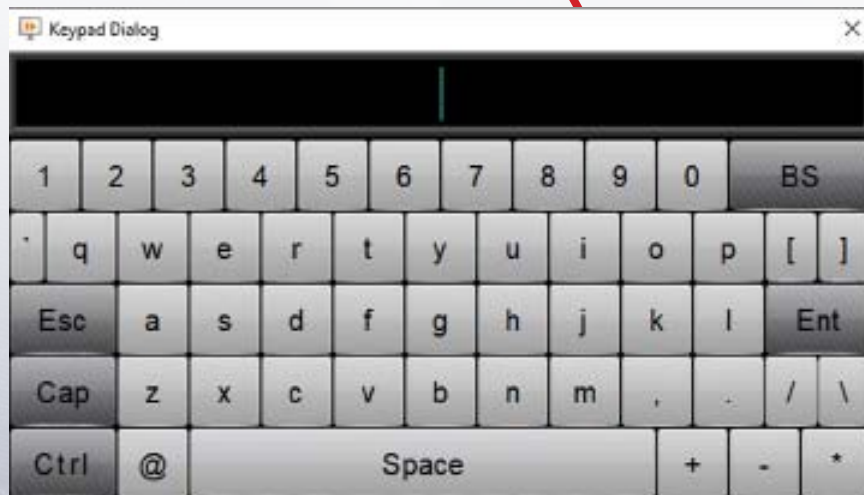 Keypad Dialog
1 2 3 4 5 6 7 8 9 0 BS
` q w e r t y u i o p [ ]
Esc a s d f g h j k l Ent
Cap z x c v b n m , . / \
Ctrl @ Space + - *